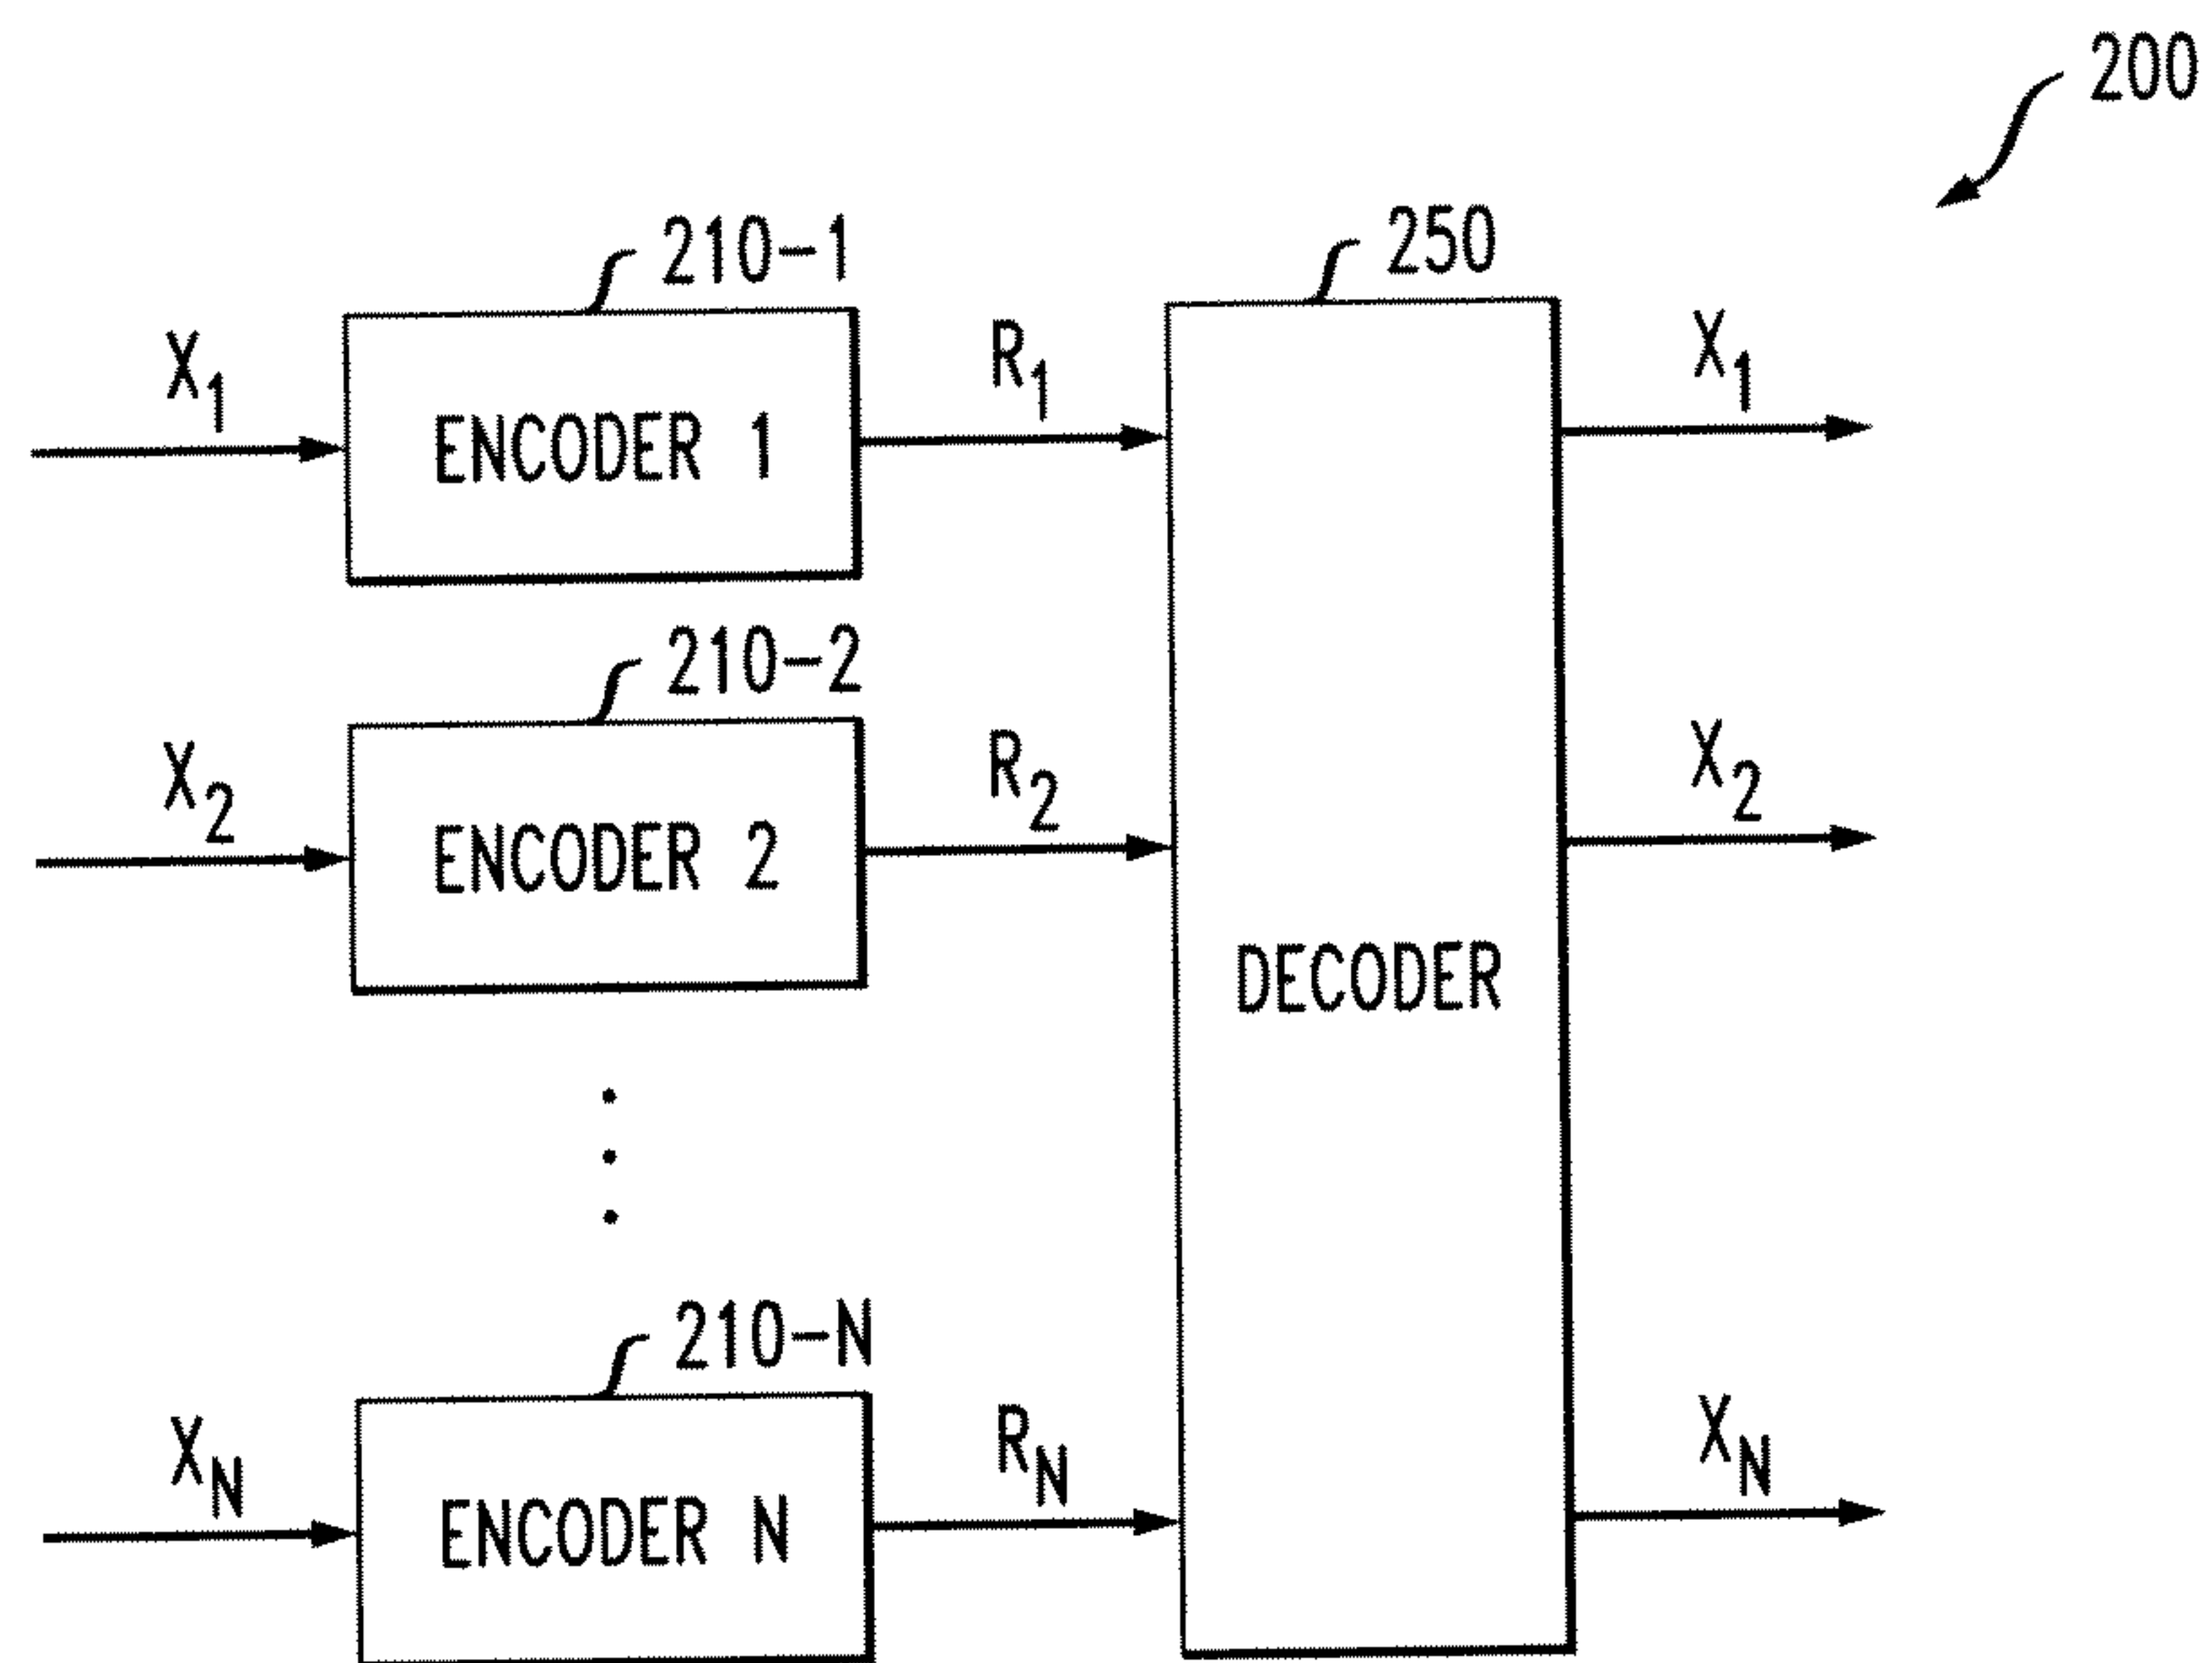 200
210-1
250
X1
R1
X1
ENCODER 1
210-2
X2
R2
X2
ENCODER 2
DECODER
210-N
XN
RN
XN
ENCODER N